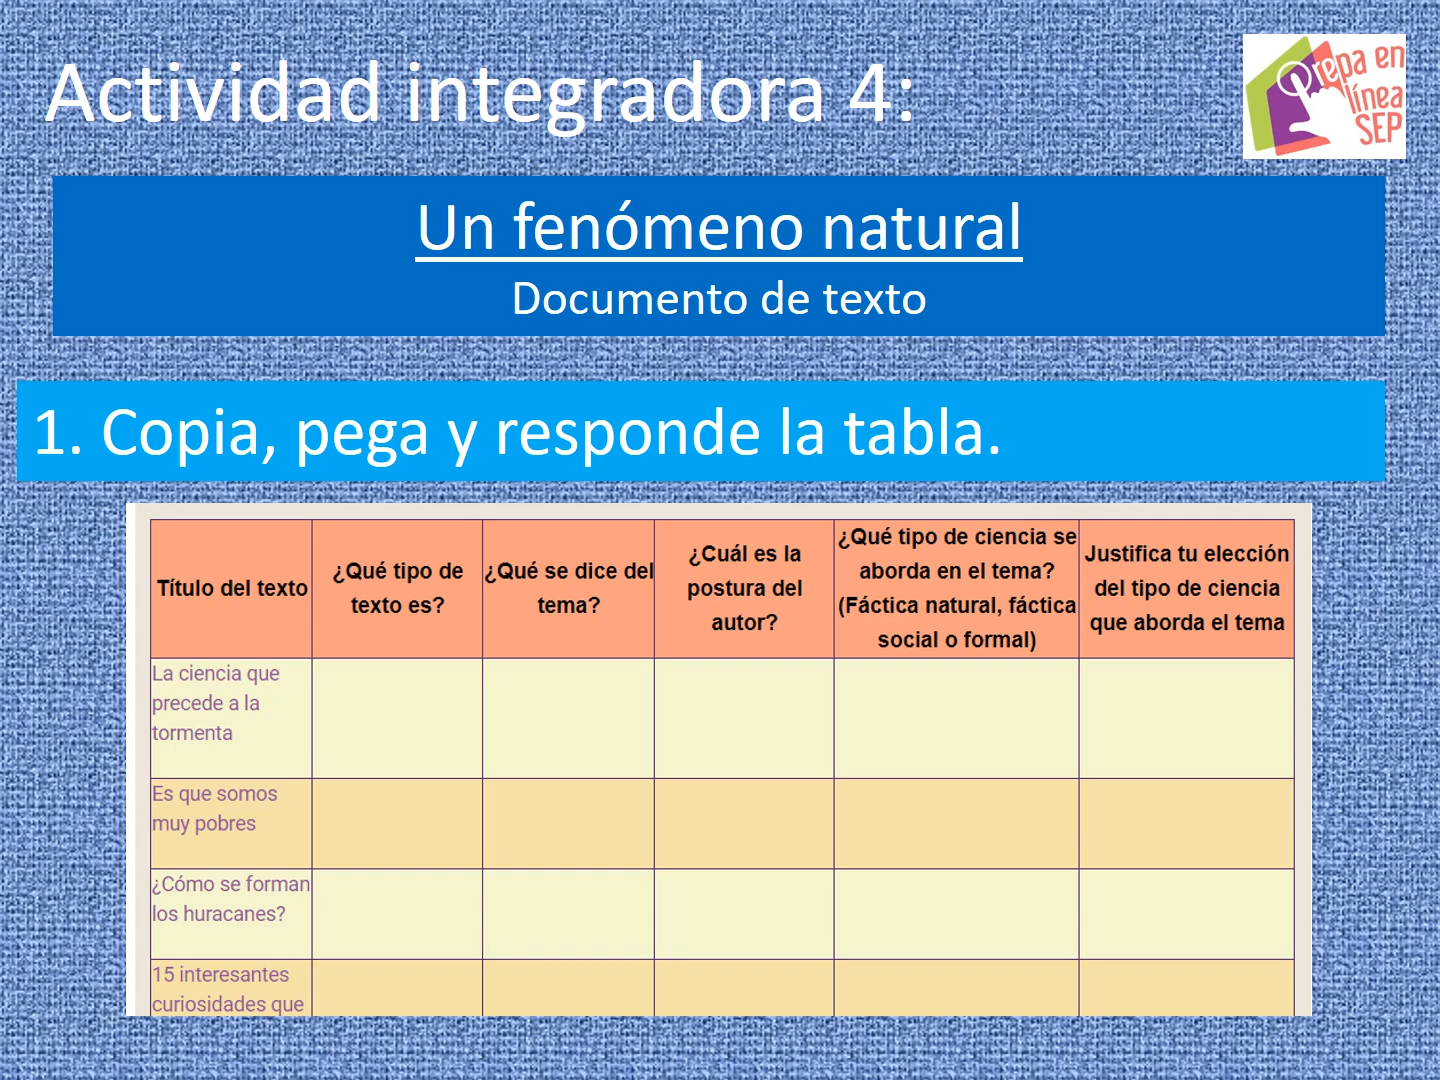 Actividad integradora 4:
Prepa en
línea
SEP
Un fenómeno natural
Documento de texto
1. Copia, pega y responde la tabla.
Título del texto
¿Qué tipo de
texto es?
¿Qué se dice del
tema?
¿Cuál es la
postura del
autor?
¿Qué tipo de ciencia se
aborda en el tema?
(Fáctica natural, fáctica
social o formal)
Justifica tu elección
del tipo de ciencia
que aborda el tema
La ciencia que
precede a la
tormenta
Es que somos
muy pobres
¿Cómo se forman
los huracanes?
15 interesantes
curiosidades que